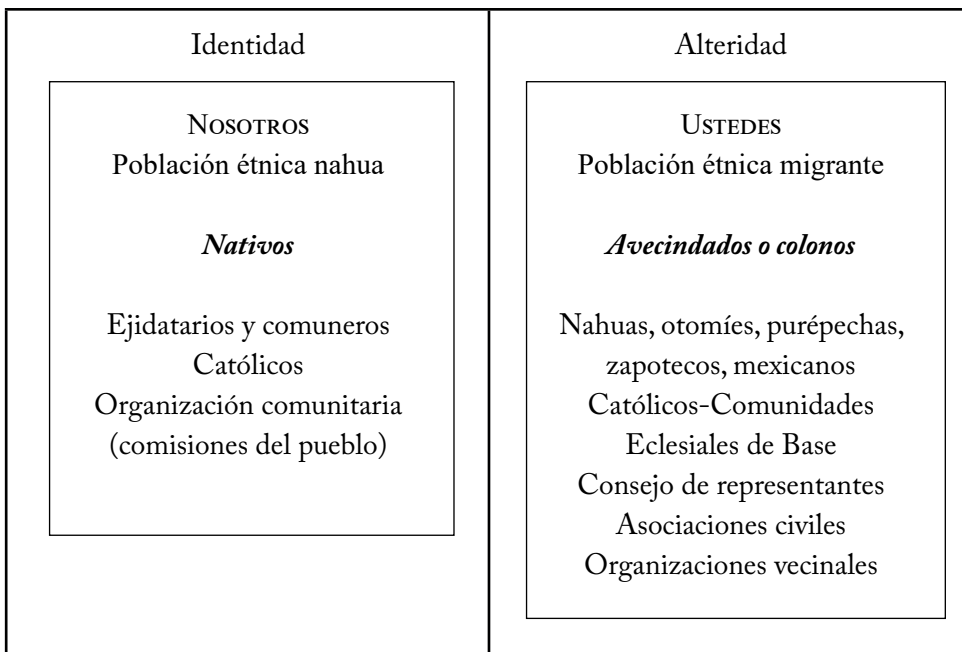 Identidad
Nosotros
Población étnica nahua
Nativos
Ejidatarios y comuneros
Católicos
Organización comunitaria
(comisiones del pueblo)
Alteridad
Ustedes
Población étnica migrante
Avecindados o colonos
Nahuas, otomíes, purépechas,
zapotecos, mexicanos
Católicos-Comunidades
Eclesiales de Base
Consejo de representantes
Asociaciones civiles
Organizaciones vecinales